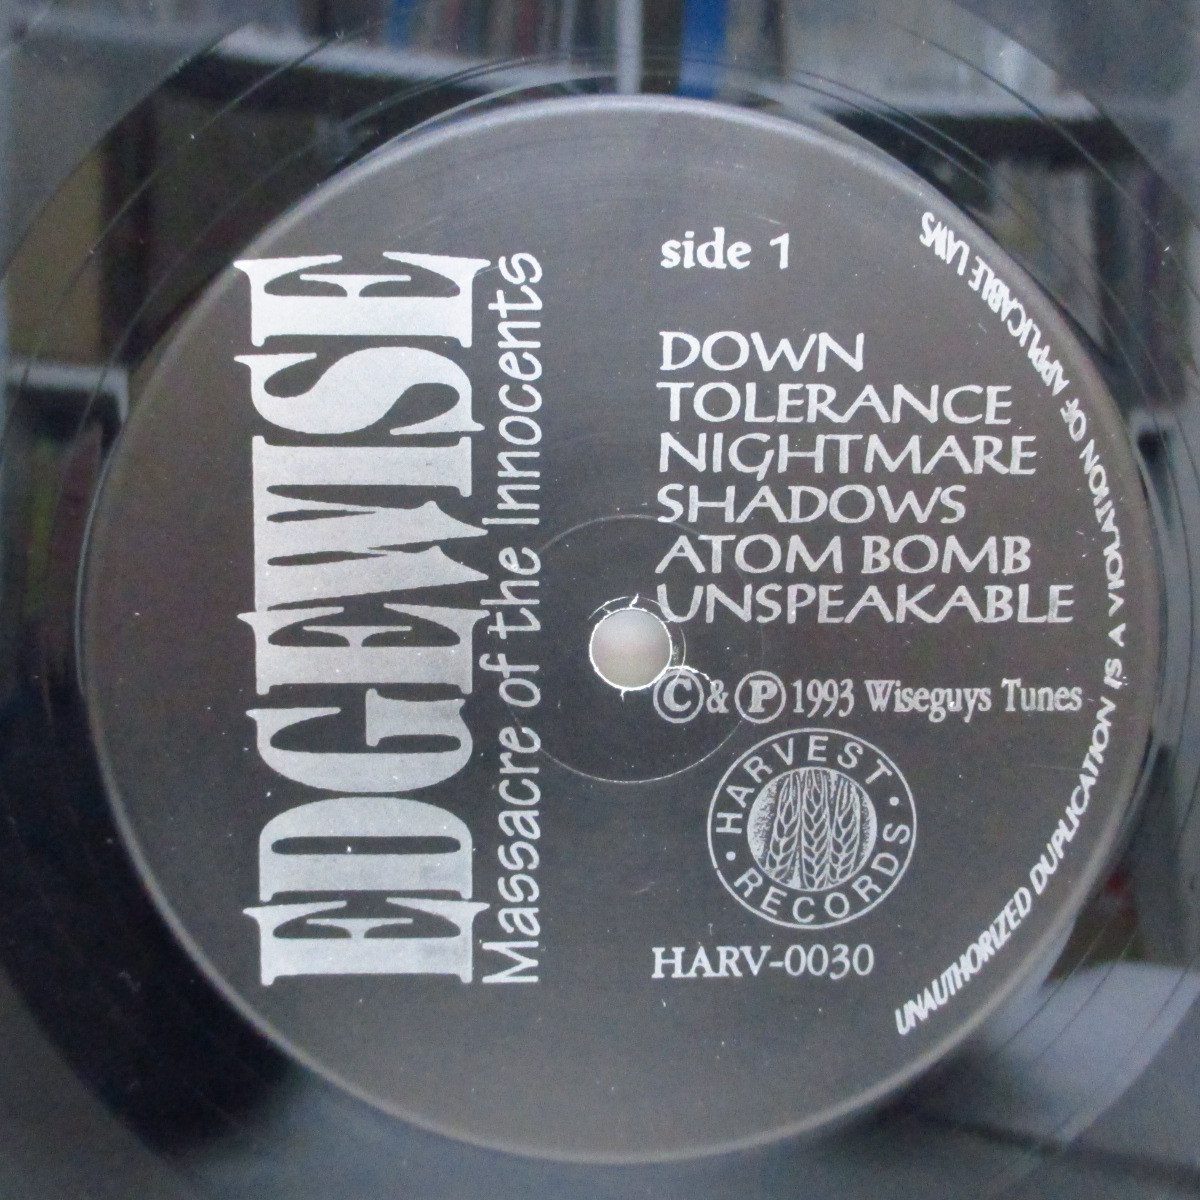 EDGEWISE
Massacre of the Innocents
side 1
DOWN
TOLERANCE
NIGHTMARE
SHADOWS
ATOM BOMB
UNSPEAKABLE
© & Ⓟ 1993 Wiseguys Tunes
HARVEST
• RECORDS •
HARV-0030
UNAUTHORIZED DUPLICATION IS A VIOLATION OF APPLICABLE LAWS